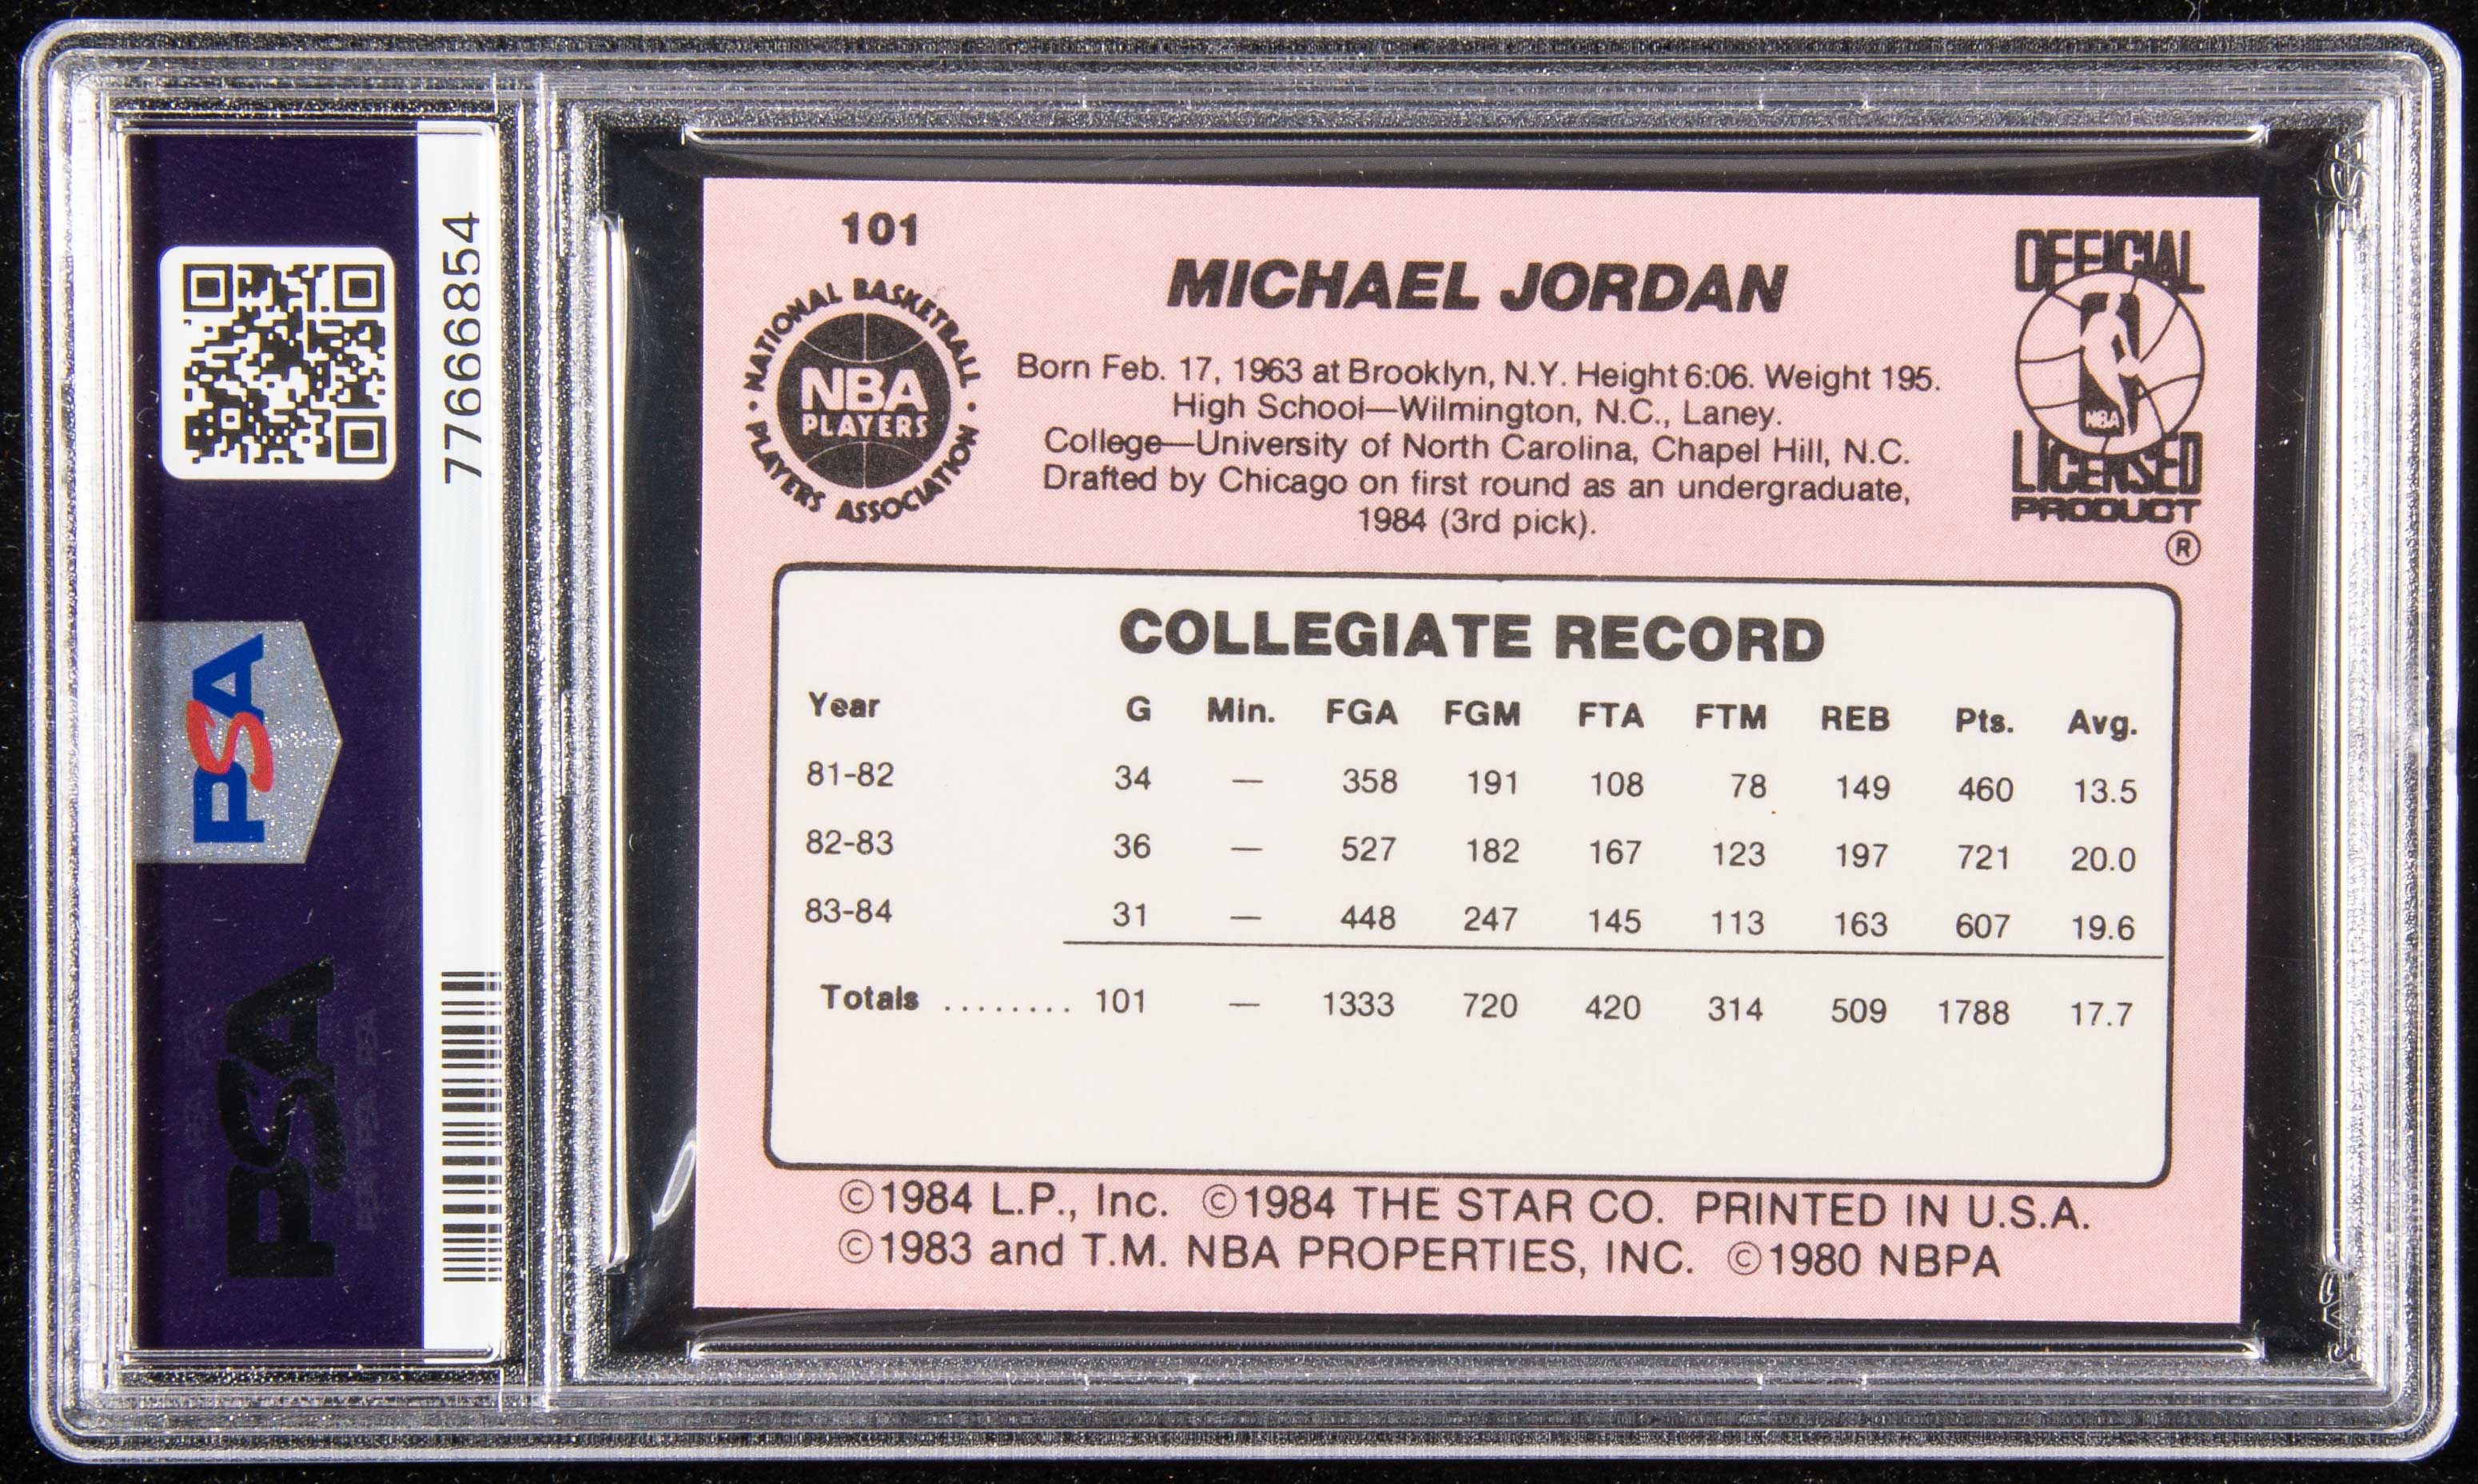 77666854
PSA
PSA
101
NATIONAL BASKETBALL PLAYERS ASSOCIATION
NBA
PLAYERS
MICHAEL JORDAN
OFFICIAL
NBA
LICENSED
PRODUCT
®
Born Feb. 17, 1963 at Brooklyn, N.Y. Height 6:06. Weight 195.
High School—Wilmington, N.C., Laney.
College—University of North Carolina, Chapel Hill, N.C.
Drafted by Chicago on first round as an undergraduate,
1984 (3rd pick).
COLLEGIATE RECORD
Year G Min. FGA FGM FTA FTM REB Pts. Avg.
81-82 34 — 358 191 108 78 149 460 13.5
82-83 36 — 527 182 167 123 197 721 20.0
83-84 31 — 448 247 145 113 163 607 19.6
Totals ........ 101 — 1333 720 420 314 509 1788 17.7
©1984 L.P., Inc. ©1984 THE STAR CO. PRINTED IN U.S.A.
©1983 and T.M. NBA PROPERTIES, INC. ©1980 NBPA